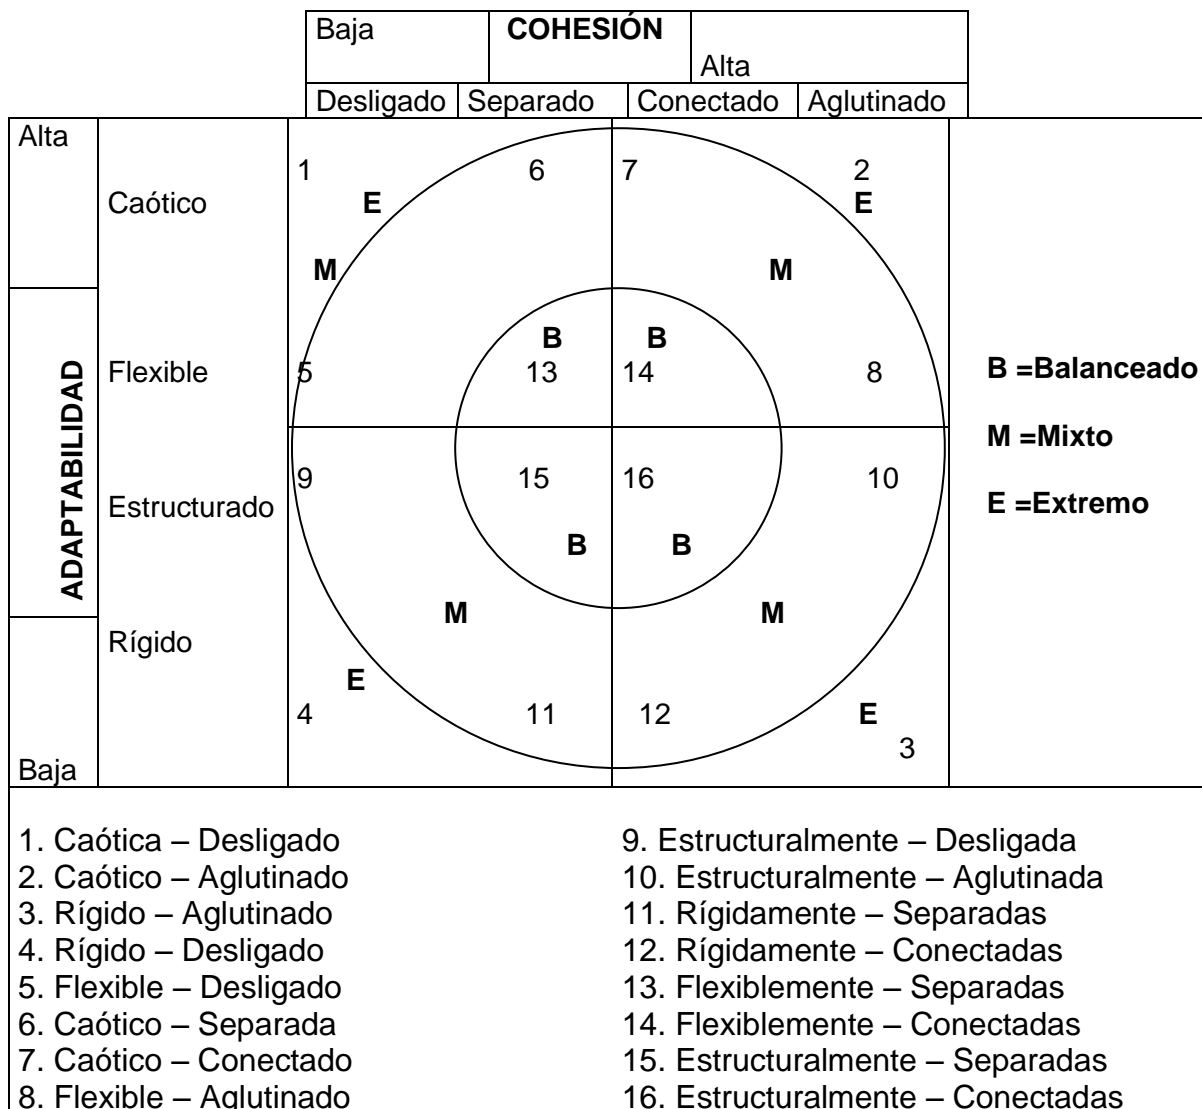 Baja COHESIÓN
Alta
Desligado Separado Conectado Aglutinado
Alta
1 6 7 2
Caótico E E
M M
B B
Flexible 5 13 14 8 B =Balanceado
ADAPTABILIDAD
M =Mixto
9 15 16 10
Estructurado E =Extremo
B B
M M
Rígido
E
4 11 12 E
3
Baja
1. Caótica – Desligado
2. Caótico – Aglutinado
3. Rígido – Aglutinado
4. Rígido – Desligado
5. Flexible – Desligado
6. Caótico – Separada
7. Caótico – Conectado
8. Flexible – Aglutinado
9. Estructuralmente – Desligada
10. Estructuralmente – Aglutinada
11. Rígidamente – Separadas
12. Rígidamente – Conectadas
13. Flexiblemente – Separadas
14. Flexiblemente – Conectadas
15. Estructuralmente – Separadas
16. Estructuralmente – Conectadas